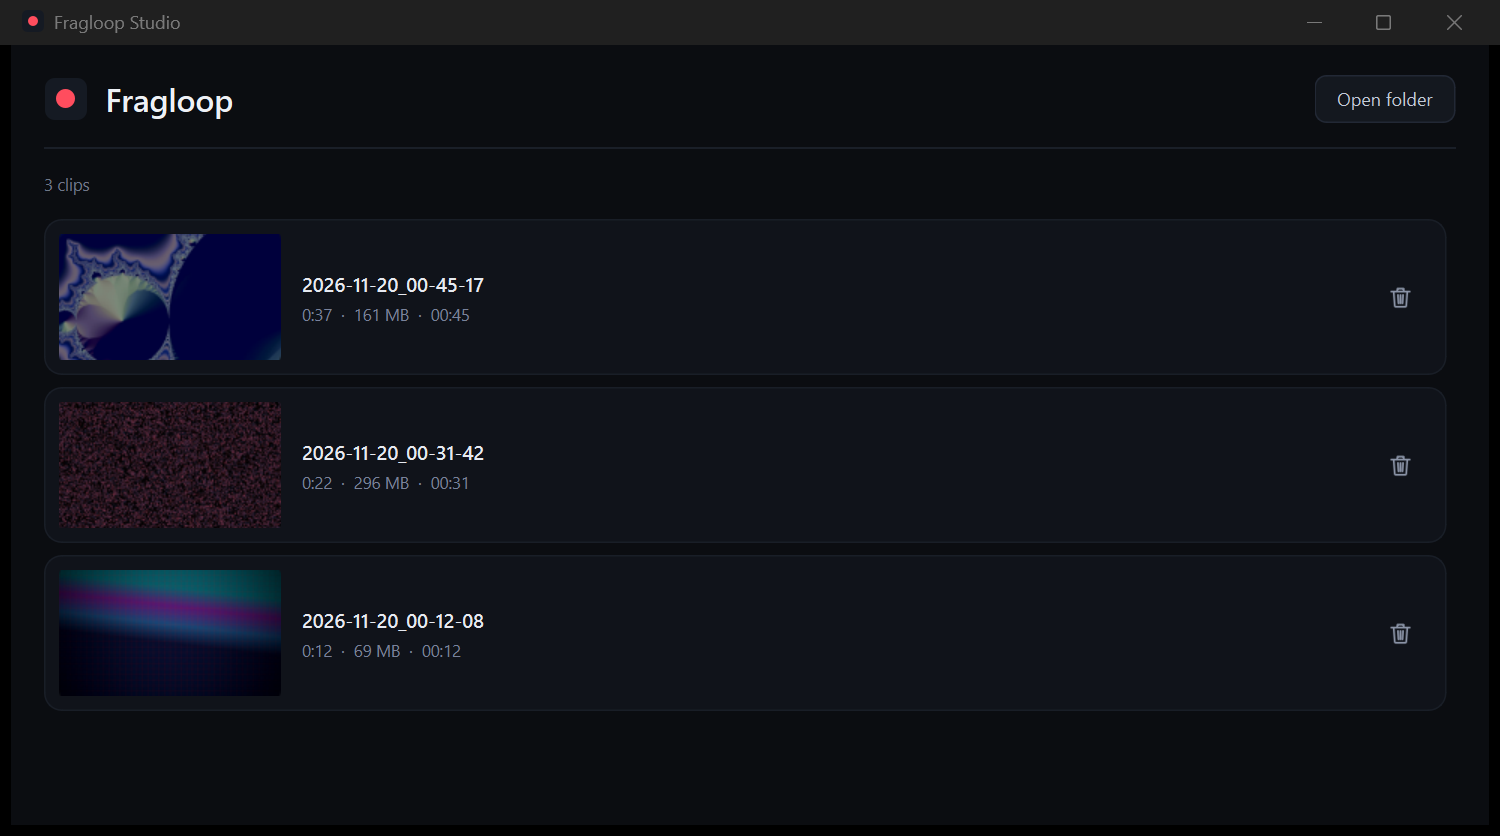 Fragloop Studio
Fragloop
Open folder
3 clips
2026-11-20_00-45-17
0:37 · 161 MB · 00:45
2026-11-20_00-31-42
0:22 · 296 MB · 00:31
2026-11-20_00-12-08
0:12 · 69 MB · 00:12